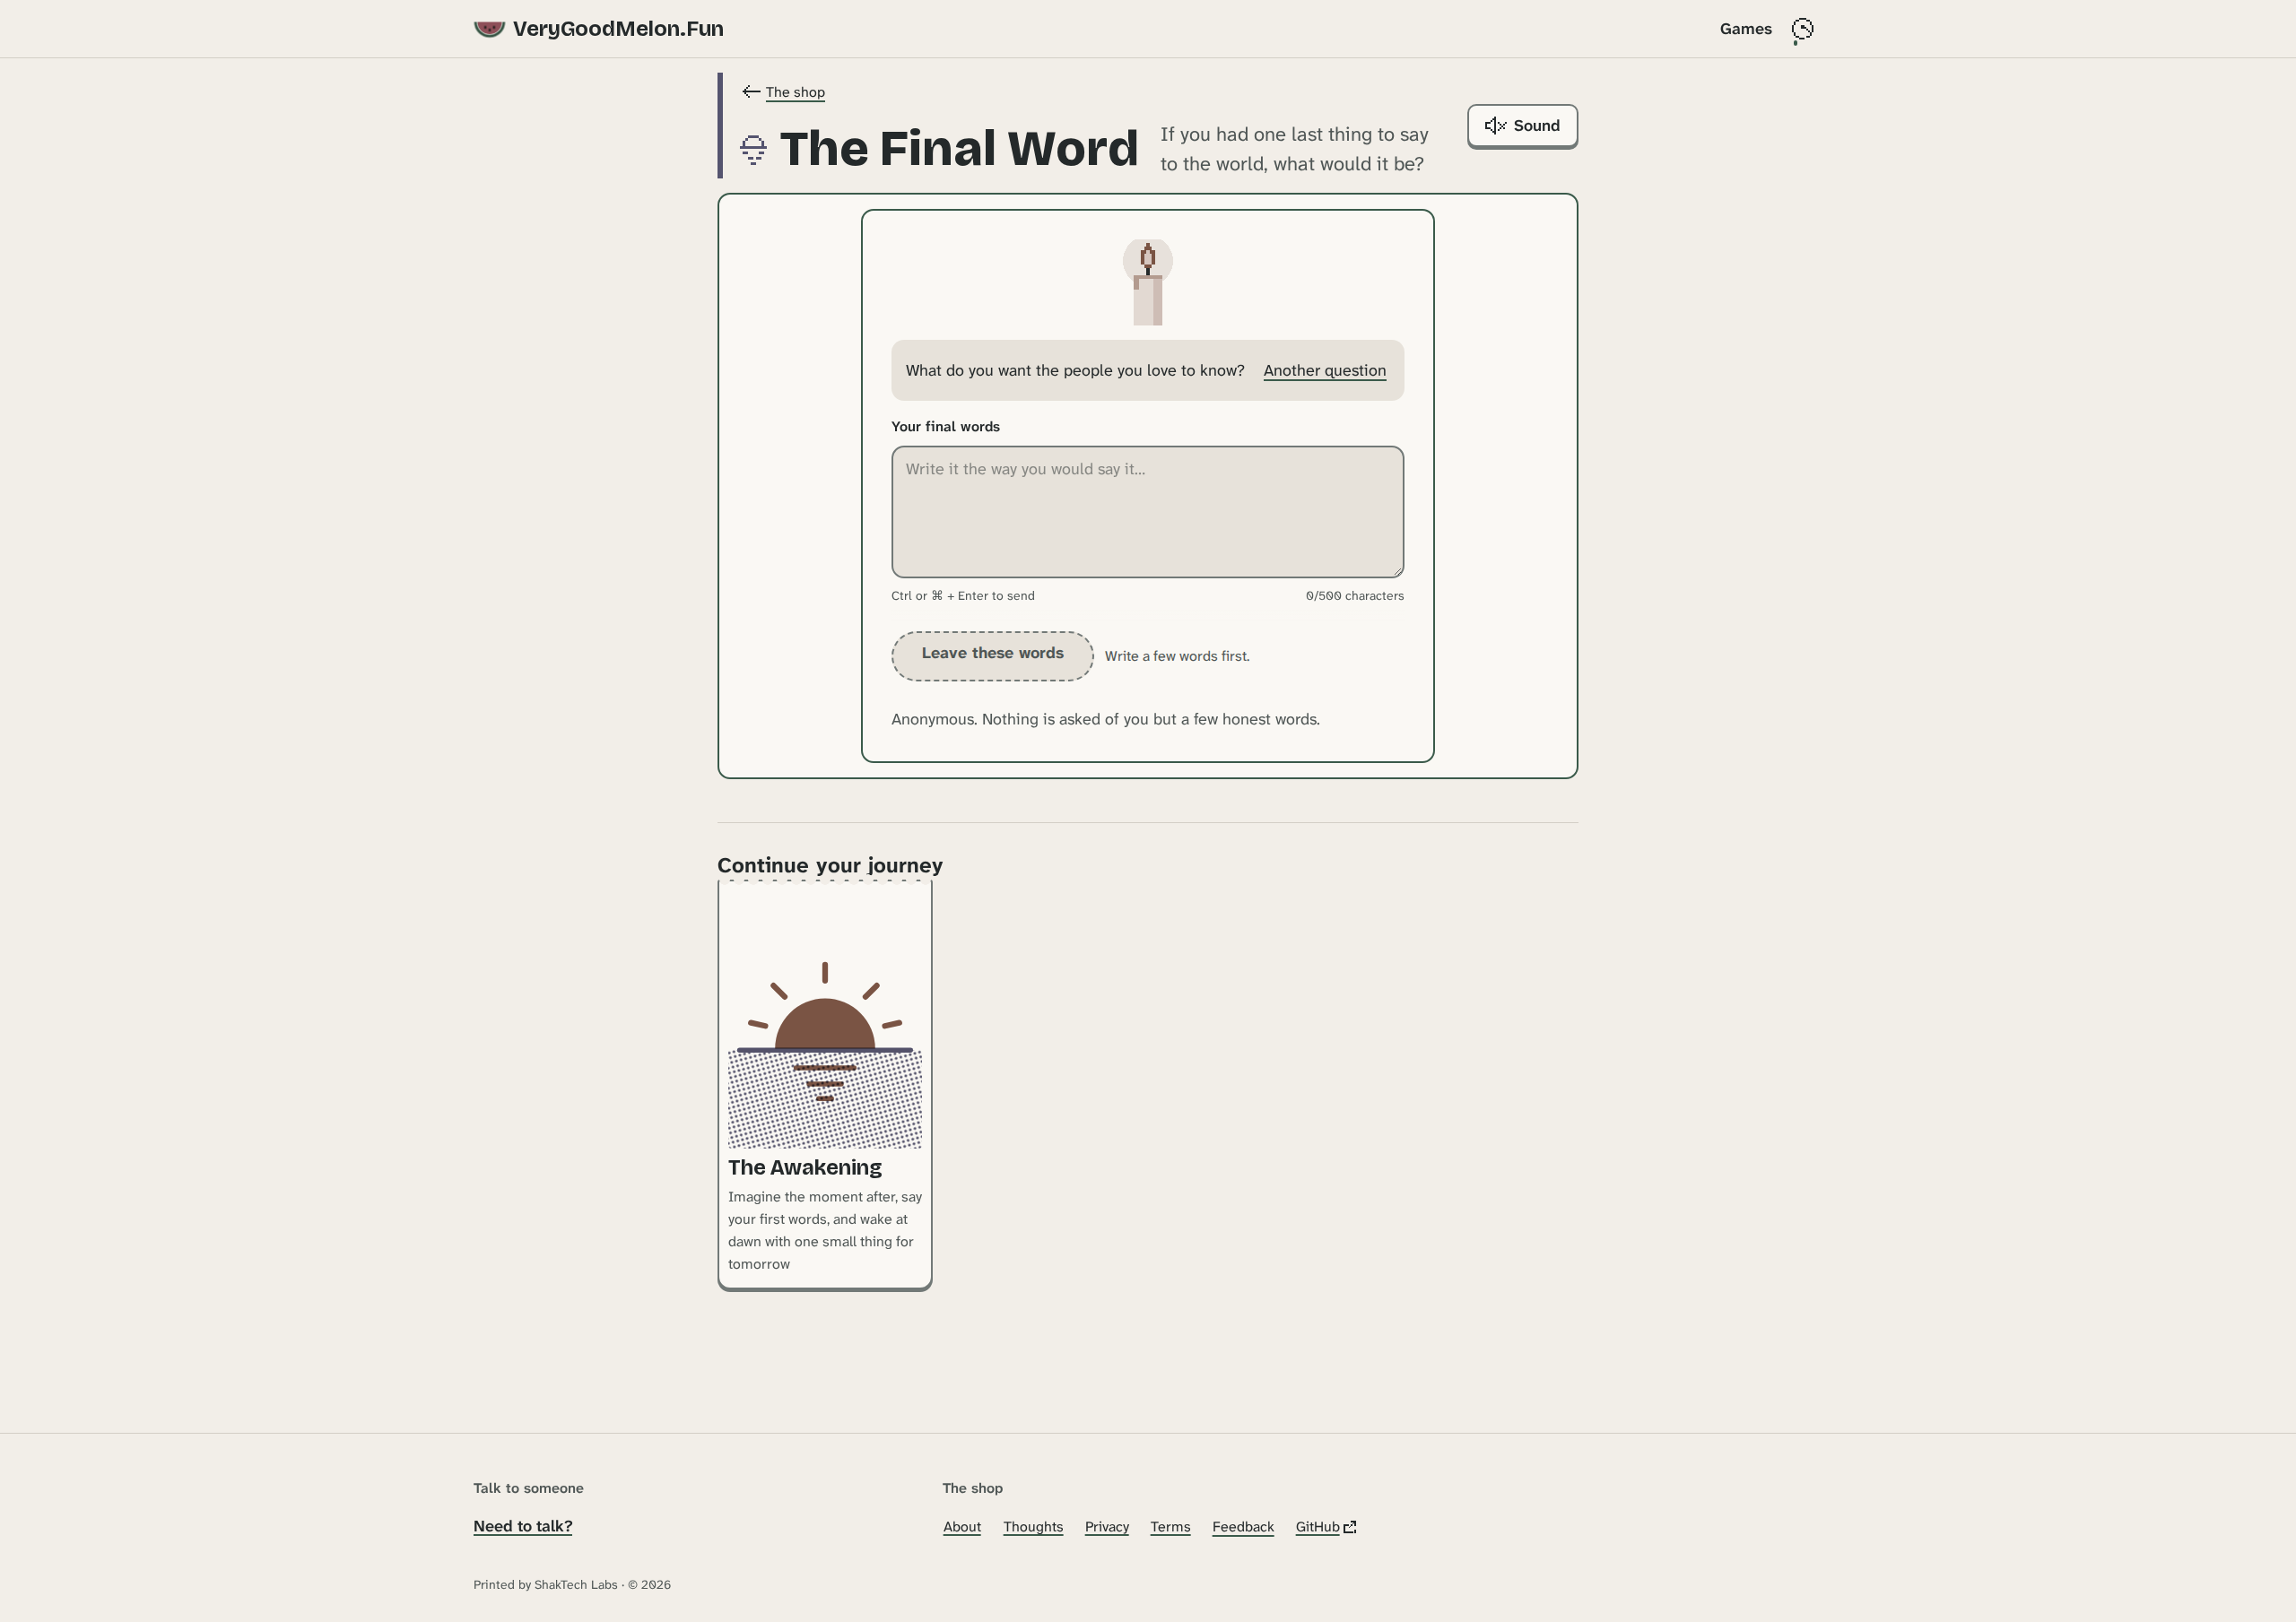 VeryGoodMelon.Fun
Games
The shop
The Final Word
If you had one last thing to say
to the world, what would it be?
Sound
What do you want the people you love to know?
Another question
Your final words
Write it the way you would say it...
Ctrl or ⌘ + Enter to send
0/500 characters
Leave these words
Write a few words first.
Anonymous. Nothing is asked of you but a few honest words.
Continue your journey
The Awakening
Imagine the moment after, say
your first words, and wake at
dawn with one small thing for
tomorrow
Talk to someone
The shop
Need to talk?
About
Thoughts
Privacy
Terms
Feedback
GitHub
Printed by ShakTech Labs · © 2026